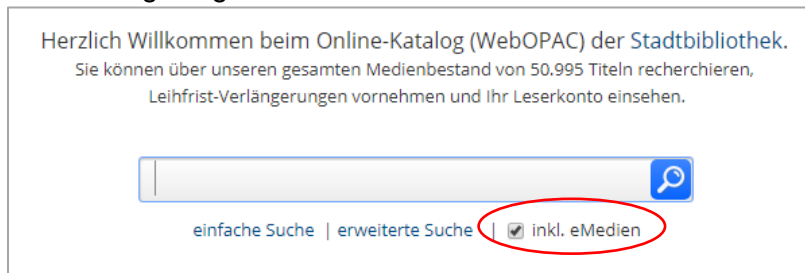 Herzlich Willkommen beim Online-Katalog (WebOPAC) der Stadtbibliothek.
Sie können über unseren gesamten Medienbestand von 50.995 Titeln recherchieren,
Leihfrist-Verlängerungen vornehmen und Ihr Leserkonto einsehen.
einfache Suche | erweiterte Suche | inkl. eMedien